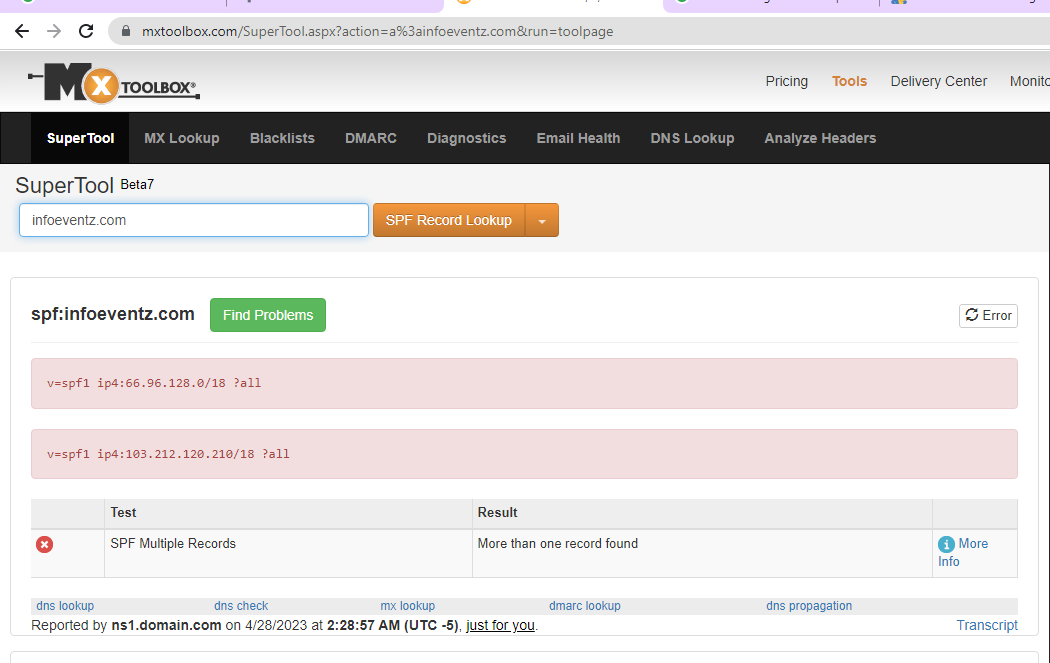 mxtoolbox.com/SuperTool.aspx?action=a%3ainfoeventz.com&run=toolpage
MX TOOLBOX®
Pricing Tools Delivery Center
SuperTool MX Lookup Blacklists DMARC Diagnostics Email Health DNS Lookup Analyze Headers
SuperTool Beta7
infoeventz.com SPF Record Lookup
spf:infoeventz.com Find Problems Error
v=spf1 ip4:66.96.128.0/18 ?all
v=spf1 ip4:103.212.120.210/18 ?all
Test Result
SPF Multiple Records More than one record found More
Info
dns lookup dns check mx lookup dmarc lookup dns propagation
Reported by ns1.domain.com on 4/28/2023 at 2:28:57 AM (UTC -5), just for you. Transcript